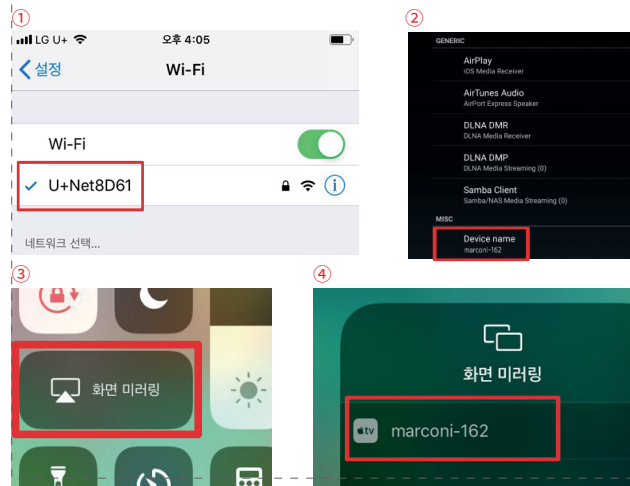 ①
LG U+ 오후 4:05
설정 Wi-Fi
Wi-Fi
U+Net8D61
네트워크 선택...
②
GENERIC
AirPlay
iOS Media Receiver
AirTunes Audio
AirPort Express Speaker
DLNA DMR
DLNA Media Receiver
DLNA DMP
DLNA Media Streaming (0)
Samba Client
Samba/NAS Media Streaming (0)
MISC
Device name
marconi-162
③
화면 미러링
④
화면 미러링
tv marconi-162